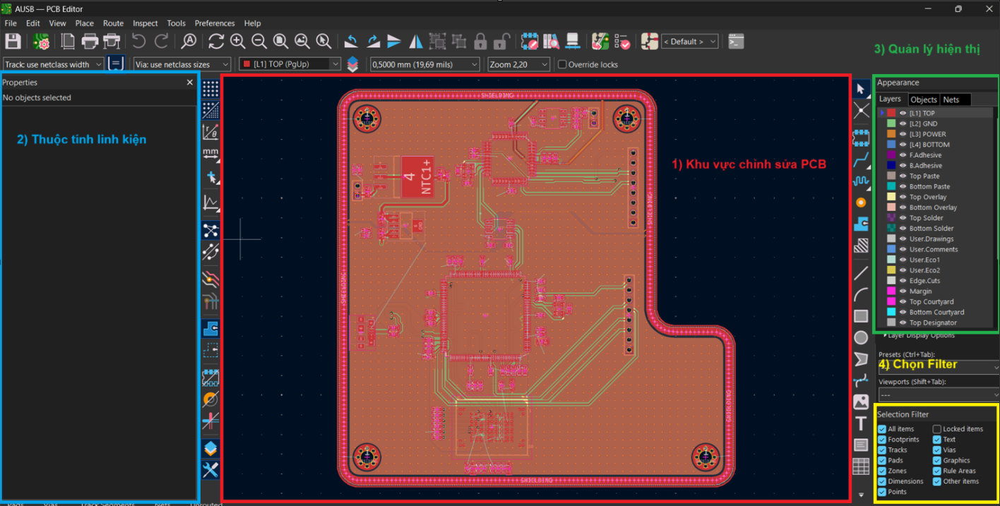 AUSB — PCB Editor
File Edit View Place Route Inspect Tools Preferences Help
< Default >
Track: use netclass width
Via: use netclass sizes
[L1] TOP (PgUp)
0,5000 mm (19,69 mils)
Zoom 2,20
Override locks
3) Quản lý hiện thị
Properties
No objects selected
2) Thuộc tính linh kiện
mm
SHIELDING
4
NTC1+
GND
SHIELDING
SHIELDING
SHIELDING
SHIELDING
1) Khu vực chỉnh sửa PCB
Appearance
Layers Objects Nets
[L1] TOP
[L2] GND
[L3] POWER
[L4] BOTTOM
F.Adhesive
B.Adhesive
Top Paste
Bottom Paste
Top Overlay
Bottom Overlay
Top Solder
Bottom Solder
User.Drawings
User.Comments
User.Eco1
User.Eco2
Edge.Cuts
Margin
Top Courtyard
Bottom Courtyard
Top Designator
Layer Display Options
Presets (Ctrl+Tab):
4) Chọn Filter
Viewports (Shift+Tab):
---
Selection Filter
All items Locked items
Footprints Text
Tracks Vias
Pads Graphics
Zones Rule Areas
Dimensions Other items
Points
Pads Vias Track Segments Nets Unrouted